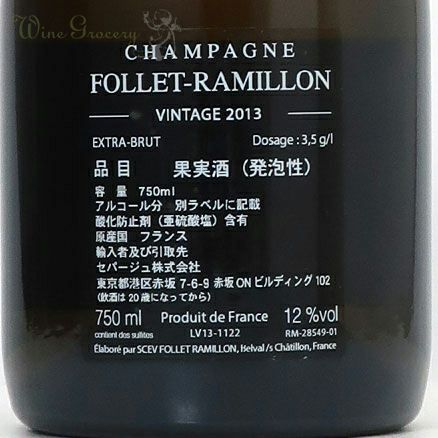 Wine Grocery
CHAMPAGNE
FOLLET-RAMILLON
VINTAGE 2013
EXTRA-BRUT Dosage : 3,5 g/l
品目 果実酒（発泡性）
容 量 750ml
アルコール分 別ラベルに記載
酸化防止剤（亜硫酸塩）含有
原産国 フランス
輸入者及び引取先
セパージュ株式会社
東京都港区赤坂 7-6-9 赤坂 ON ビルディング 102
（飲酒は 20 歳になってから）
750 ml Produit de France 12 %vol
contient des sulfites LV13-1122 RM-28549-01
Élaboré par SCEV FOLLET RAMILLON, Belval /s Châtillon, France